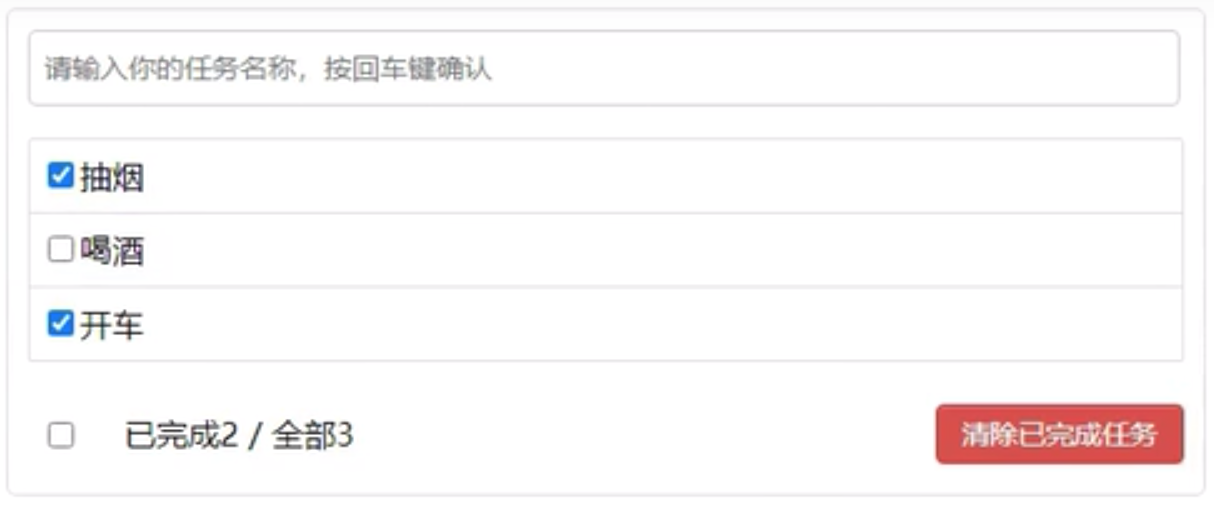 请输入你的任务名称，按回车键确认
抽烟
喝酒
开车
已完成2 / 全部3
清除已完成任务